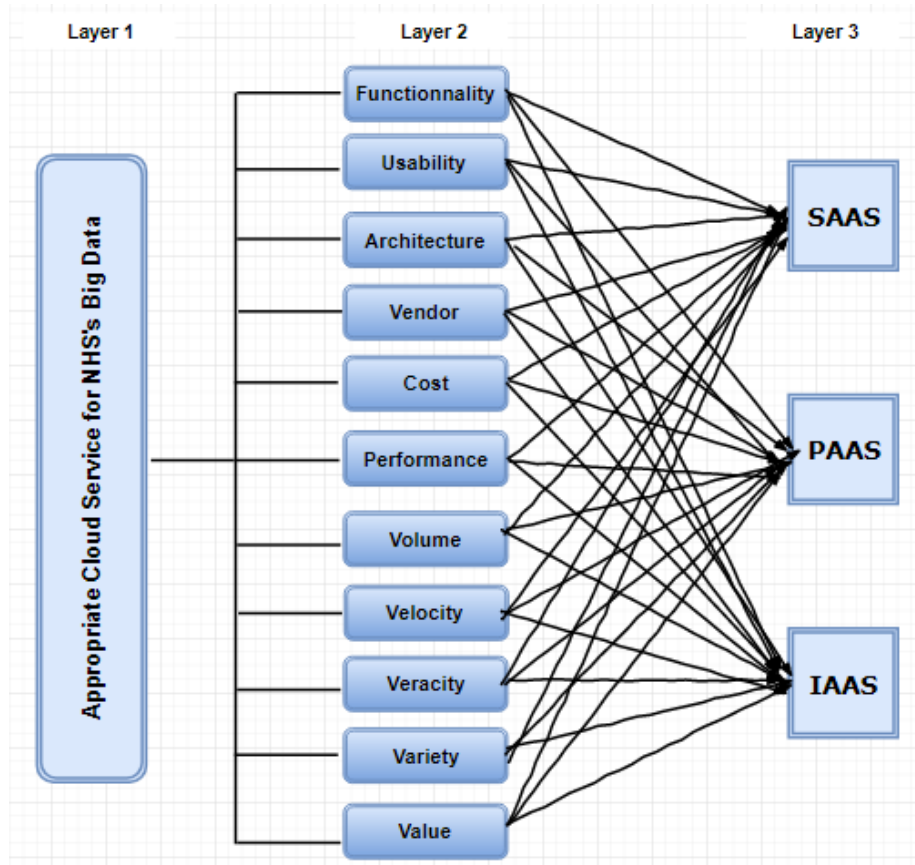 Layer 1
Layer 2
Layer 3
Appropriate Cloud Service for NHS's Big Data
Functionnality
Usability
Architecture
Vendor
Cost
Performance
Volume
Velocity
Veracity
Variety
Value
SAAS
PAAS
IAAS